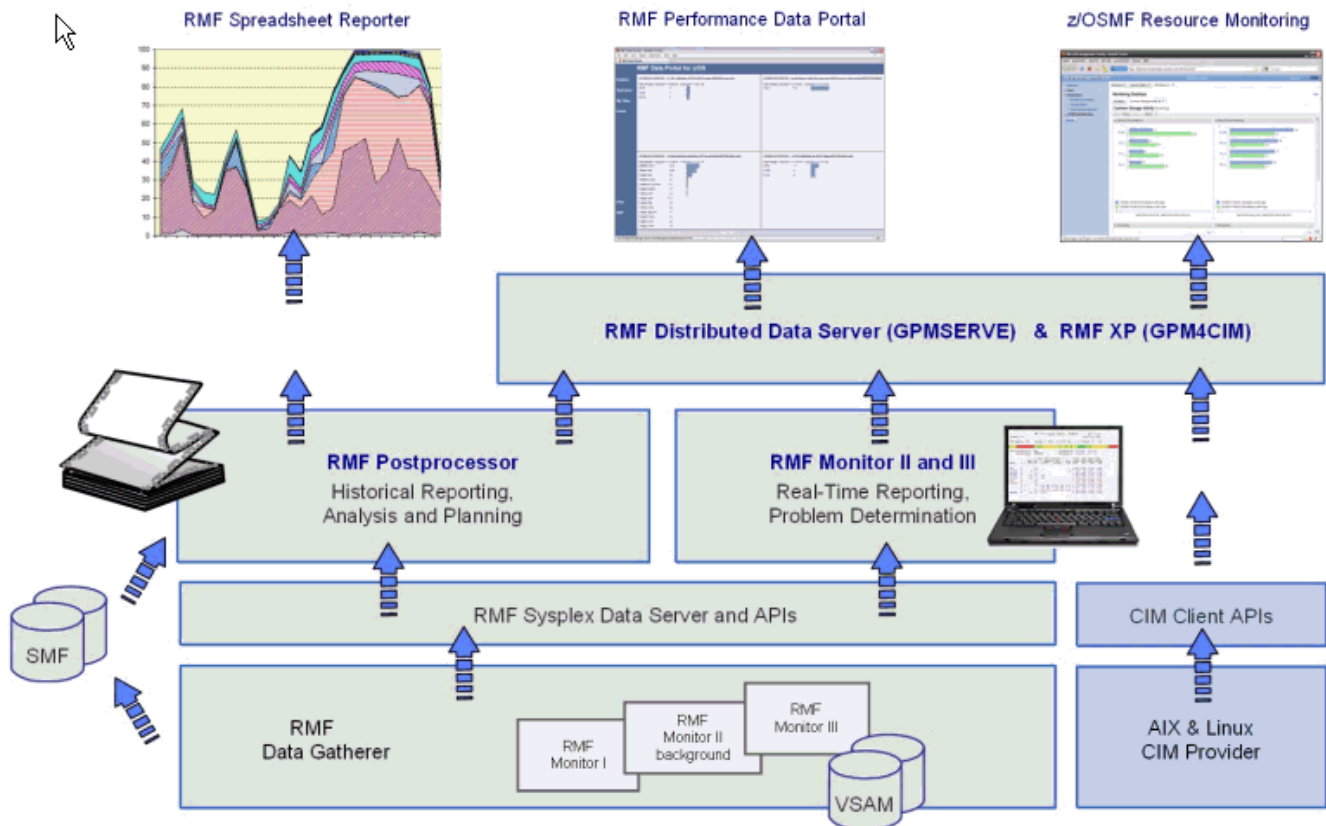 RMF Spreadsheet Reporter
RMF Performance Data Portal
z/OSMF Resource Monitoring
100
90
80
70
60
50
40
30
20
10
0
RMF Data Portal for z/OS
RMF Distributed Data Server (GPMSERVE) & RMF XP (GPM4CIM)
RMF Postprocessor
Historical Reporting,
Analysis and Planning
RMF Monitor II and III
Real-Time Reporting,
Problem Determination
SMF
RMF Sysplex Data Server and APIs
CIM Client APIs
RMF
Data Gatherer
RMF
Monitor I
RMF
Monitor II
background
RMF
Monitor III
VSAM
AIX & Linux
CIM Provider